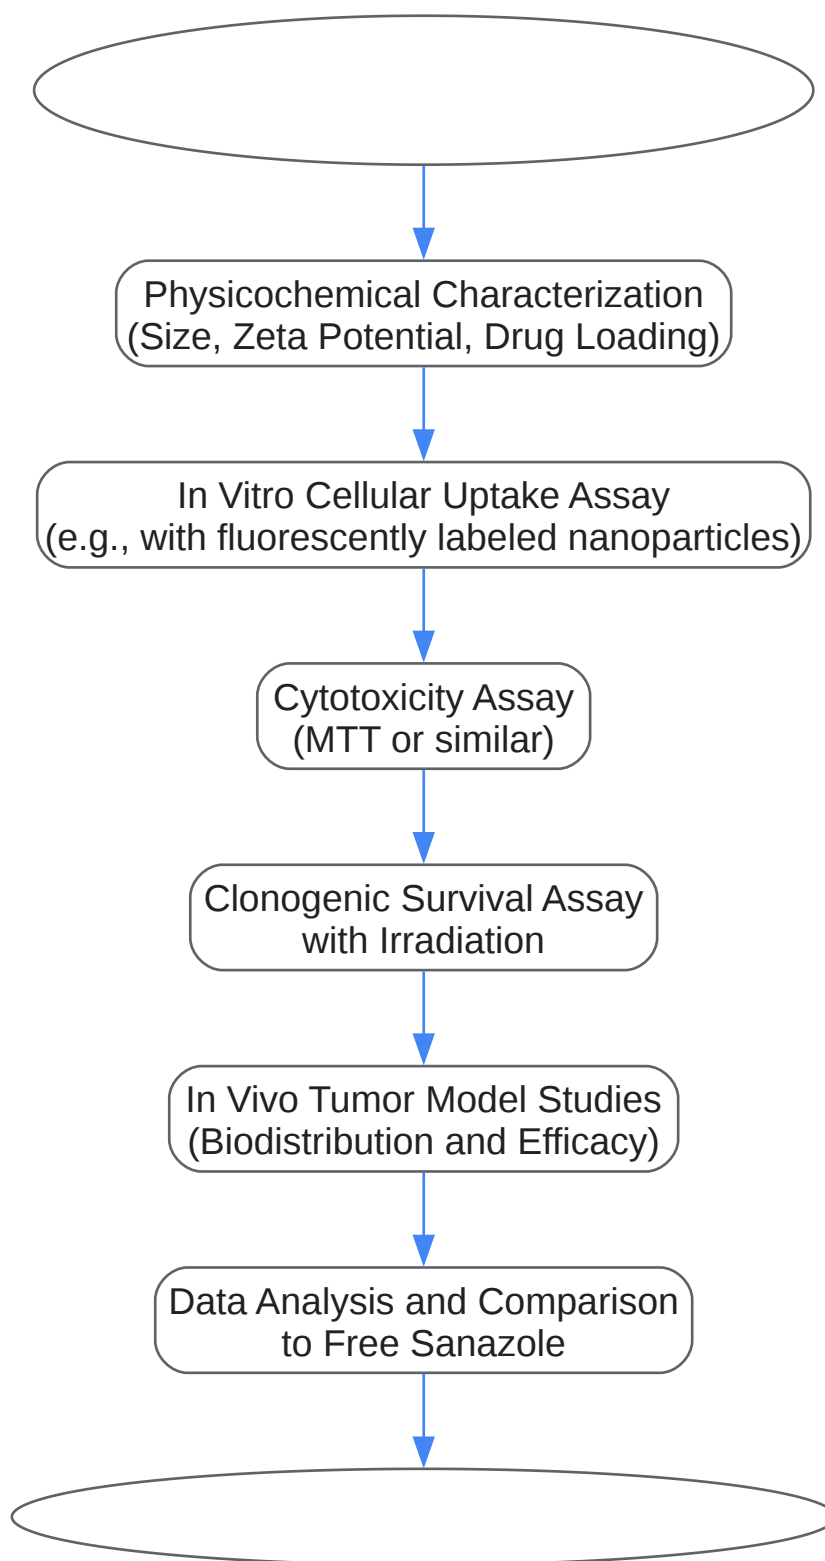 Physicochemical Characterization
(Size, Zeta Potential, Drug Loading)
In Vitro Cellular Uptake Assay
(e.g., with fluorescently labeled nanoparticles)
Cytotoxicity Assay
(MTT or similar)
Clonogenic Survival Assay
with Irradiation
In Vivo Tumor Model Studies
(Biodistribution and Efficacy)
Data Analysis and Comparison
to Free Sanazole